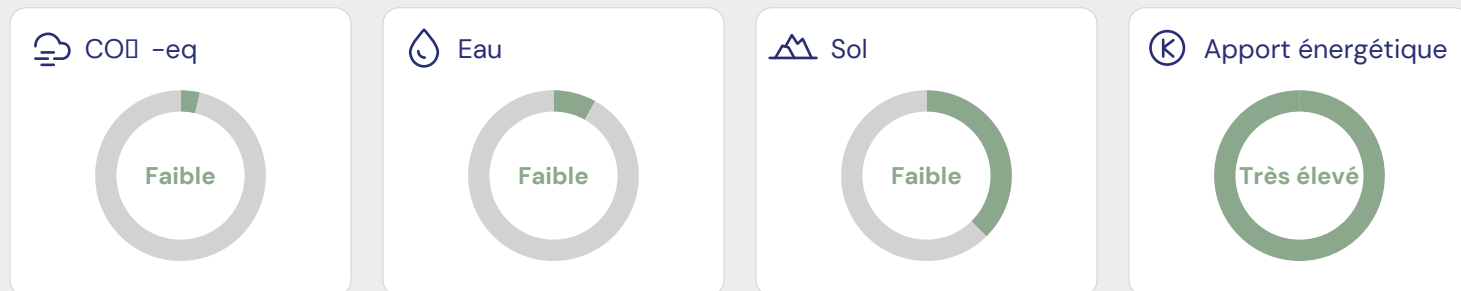 CO▯ -eq
Faible
Eau
Faible
Sol
Faible
Apport énergétique
Très élevé